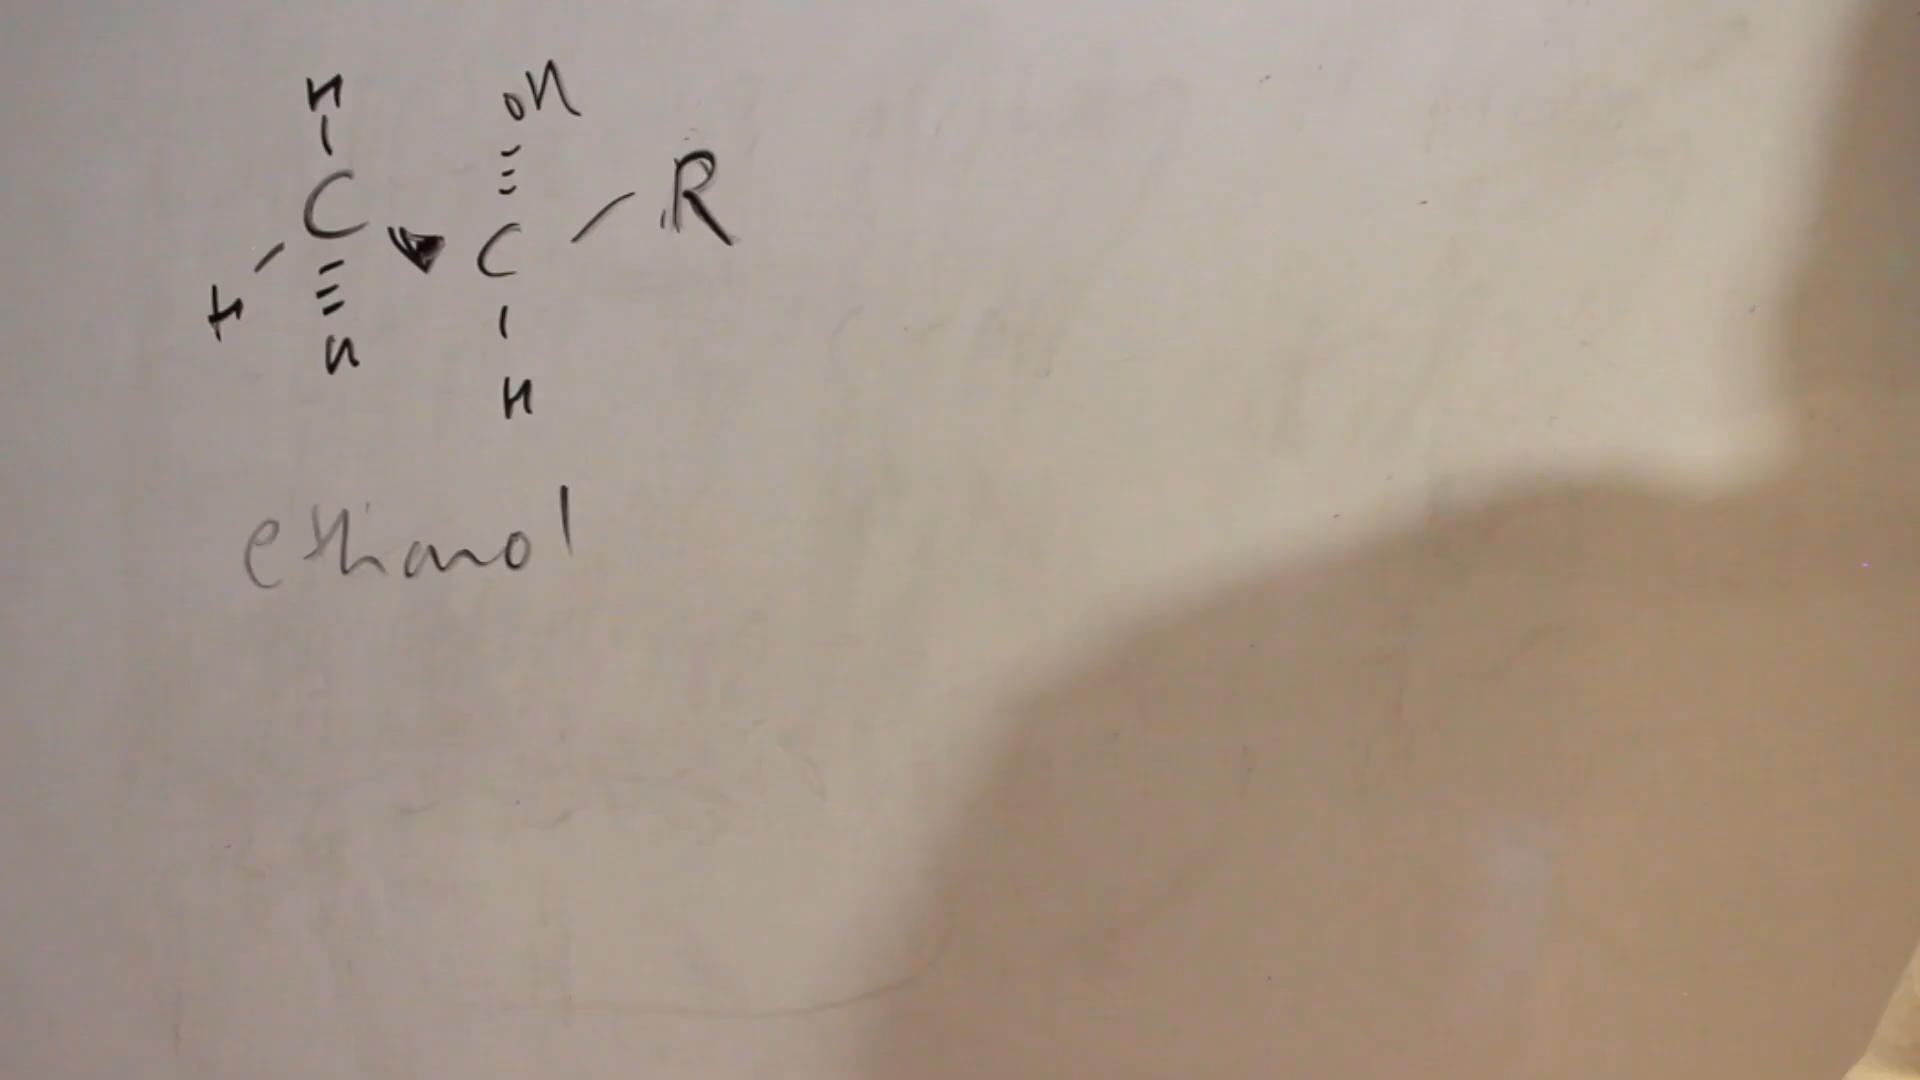 H OH
C C R
H H
H
ethanol